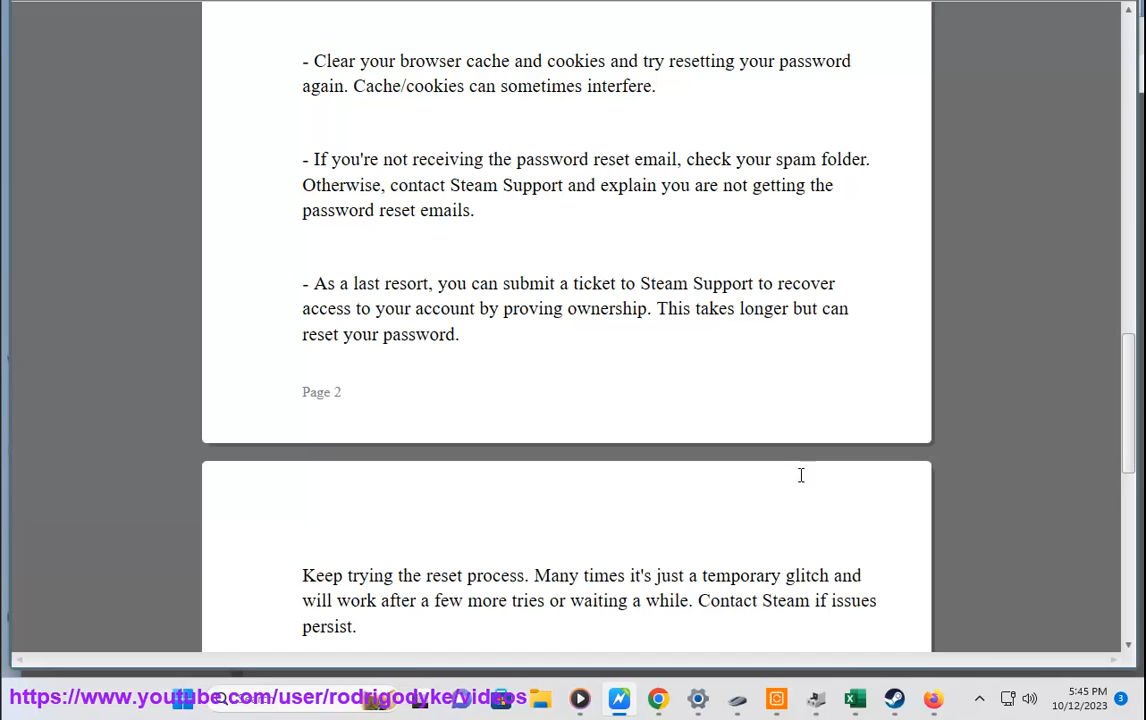 - Clear your browser cache and cookies and try resetting your password
again. Cache/cookies can sometimes interfere.
- If you're not receiving the password reset email, check your spam folder.
Otherwise, contact Steam Support and explain you are not getting the
password reset emails.
- As a last resort, you can submit a ticket to Steam Support to recover
access to your account by proving ownership. This takes longer but can
reset your password.
Page 2
Keep trying the reset process. Many times it's just a temporary glitch and
will work after a few more tries or waiting a while. Contact Steam if issues
persist.
https://www.youtube.com/user/rodrigodyke/videos
5:45 PM
10/12/2023
3